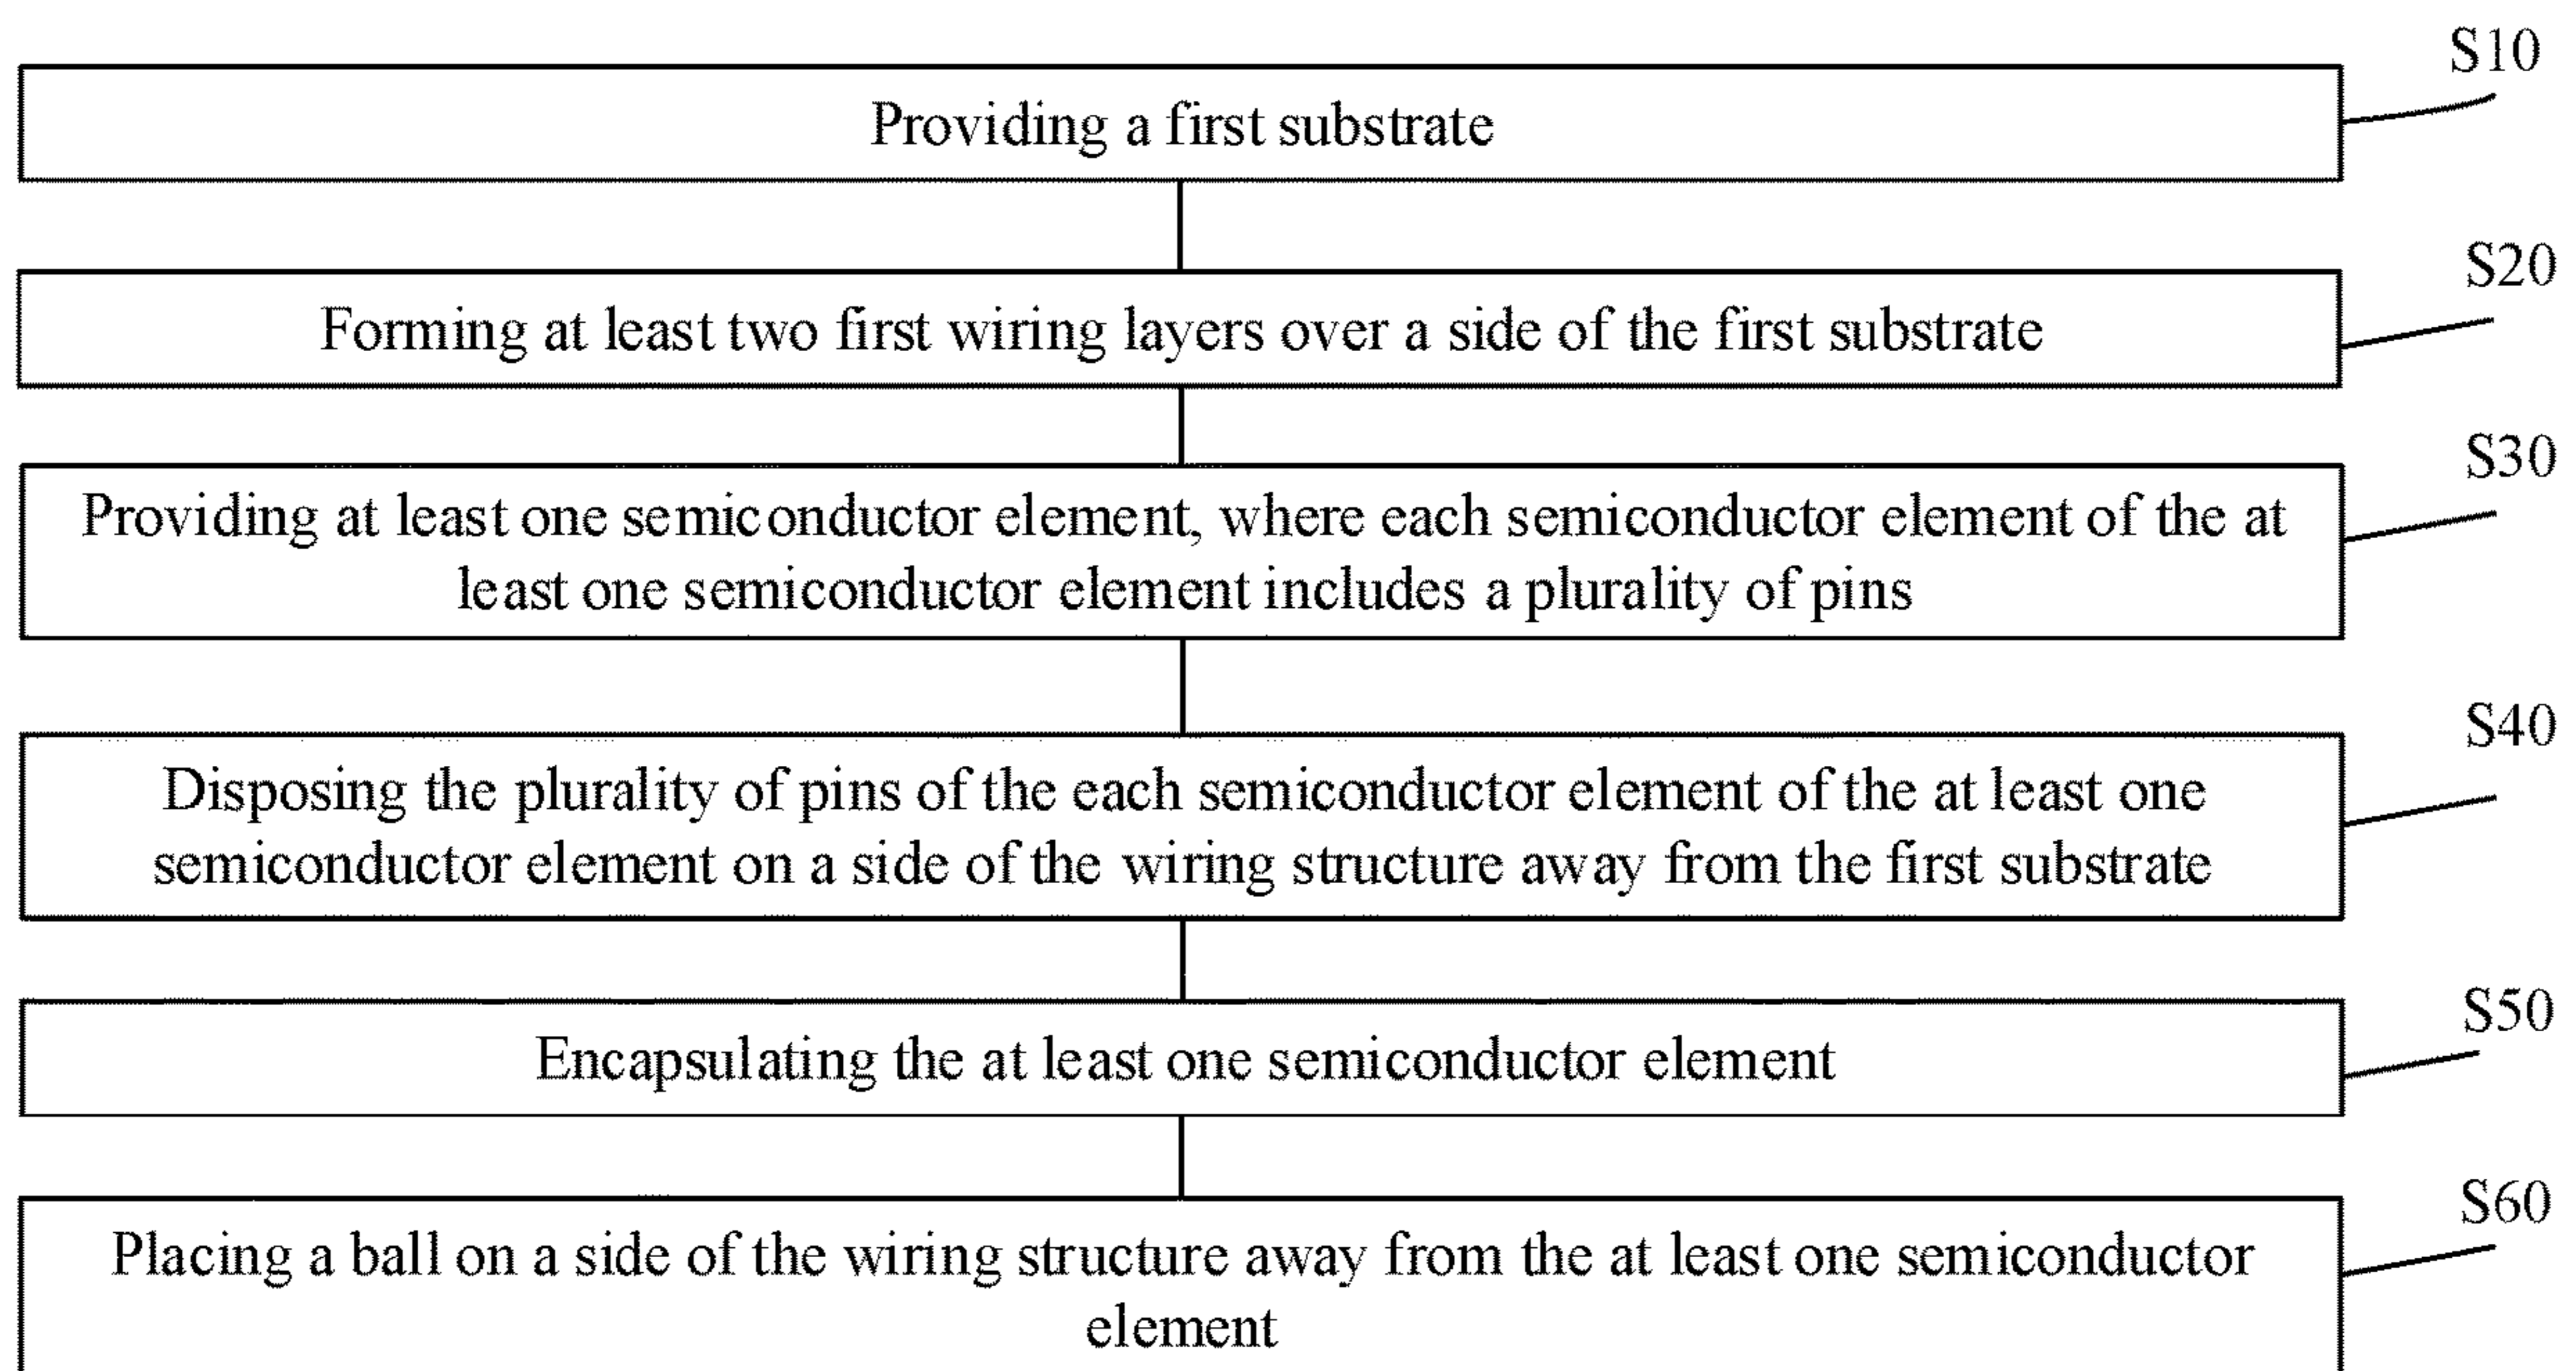 S10
Providing a first substrate
S20
Forming at least two first wiring layers over a side of the first substrate
S30
Providing at least one semiconductor element, where each semiconductor element of the at
least one semiconductor element includes a plurality of pins
S40
Disposing the plurality of pins of the each semiconductor element of the at least one
semiconductor element on a side of the wiring structure away from the first substrate
S50
Encapsulating the at least one semiconductor element
S60
Placing a ball on a side of the wiring structure away from the at least one semiconductor
element